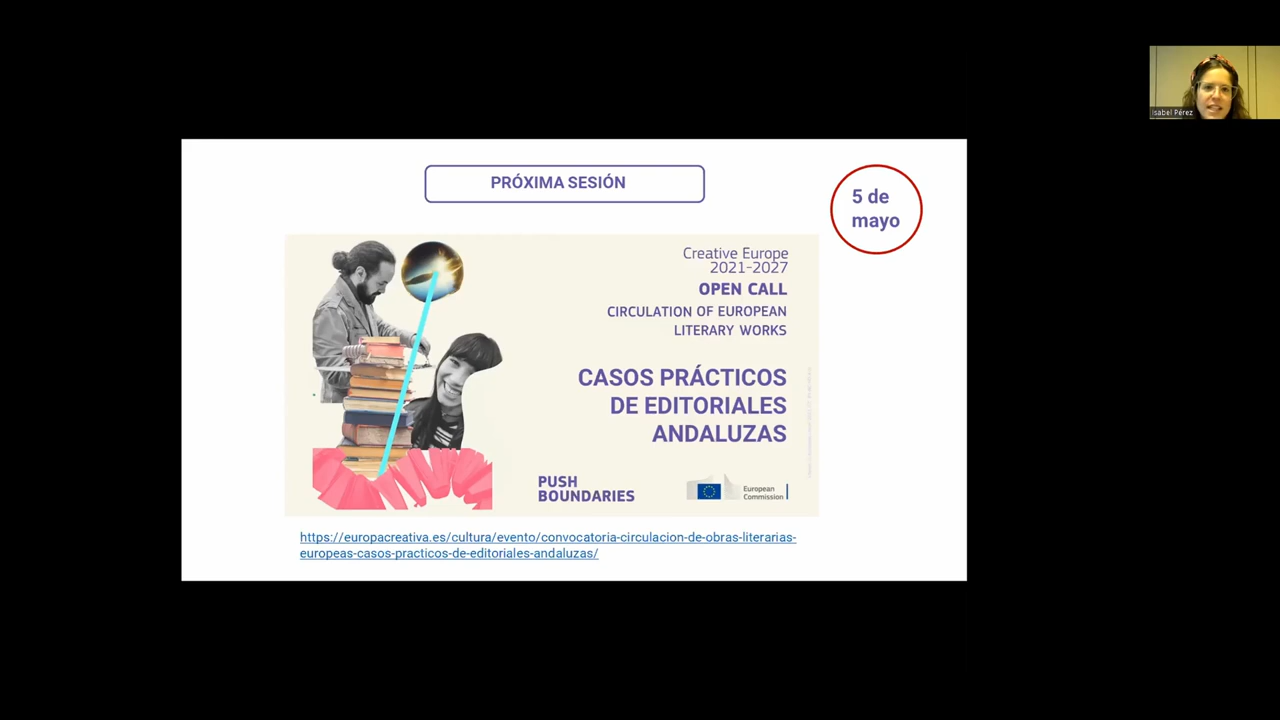 Isabel Pérez
PRÓXIMA SESIÓN
5 de
mayo
Creative Europe
2021-2027
OPEN CALL
CIRCULATION OF EUROPEAN
LITERARY WORKS
CASOS PRÁCTICOS
DE EDITORIALES
ANDALUZAS
PUSH
BOUNDARIES
European
Commission
https://europacreativa.es/cultura/evento/convocatoria-circulacion-de-obras-literarias-
europeas-casos-practicos-de-editoriales-andaluzas/